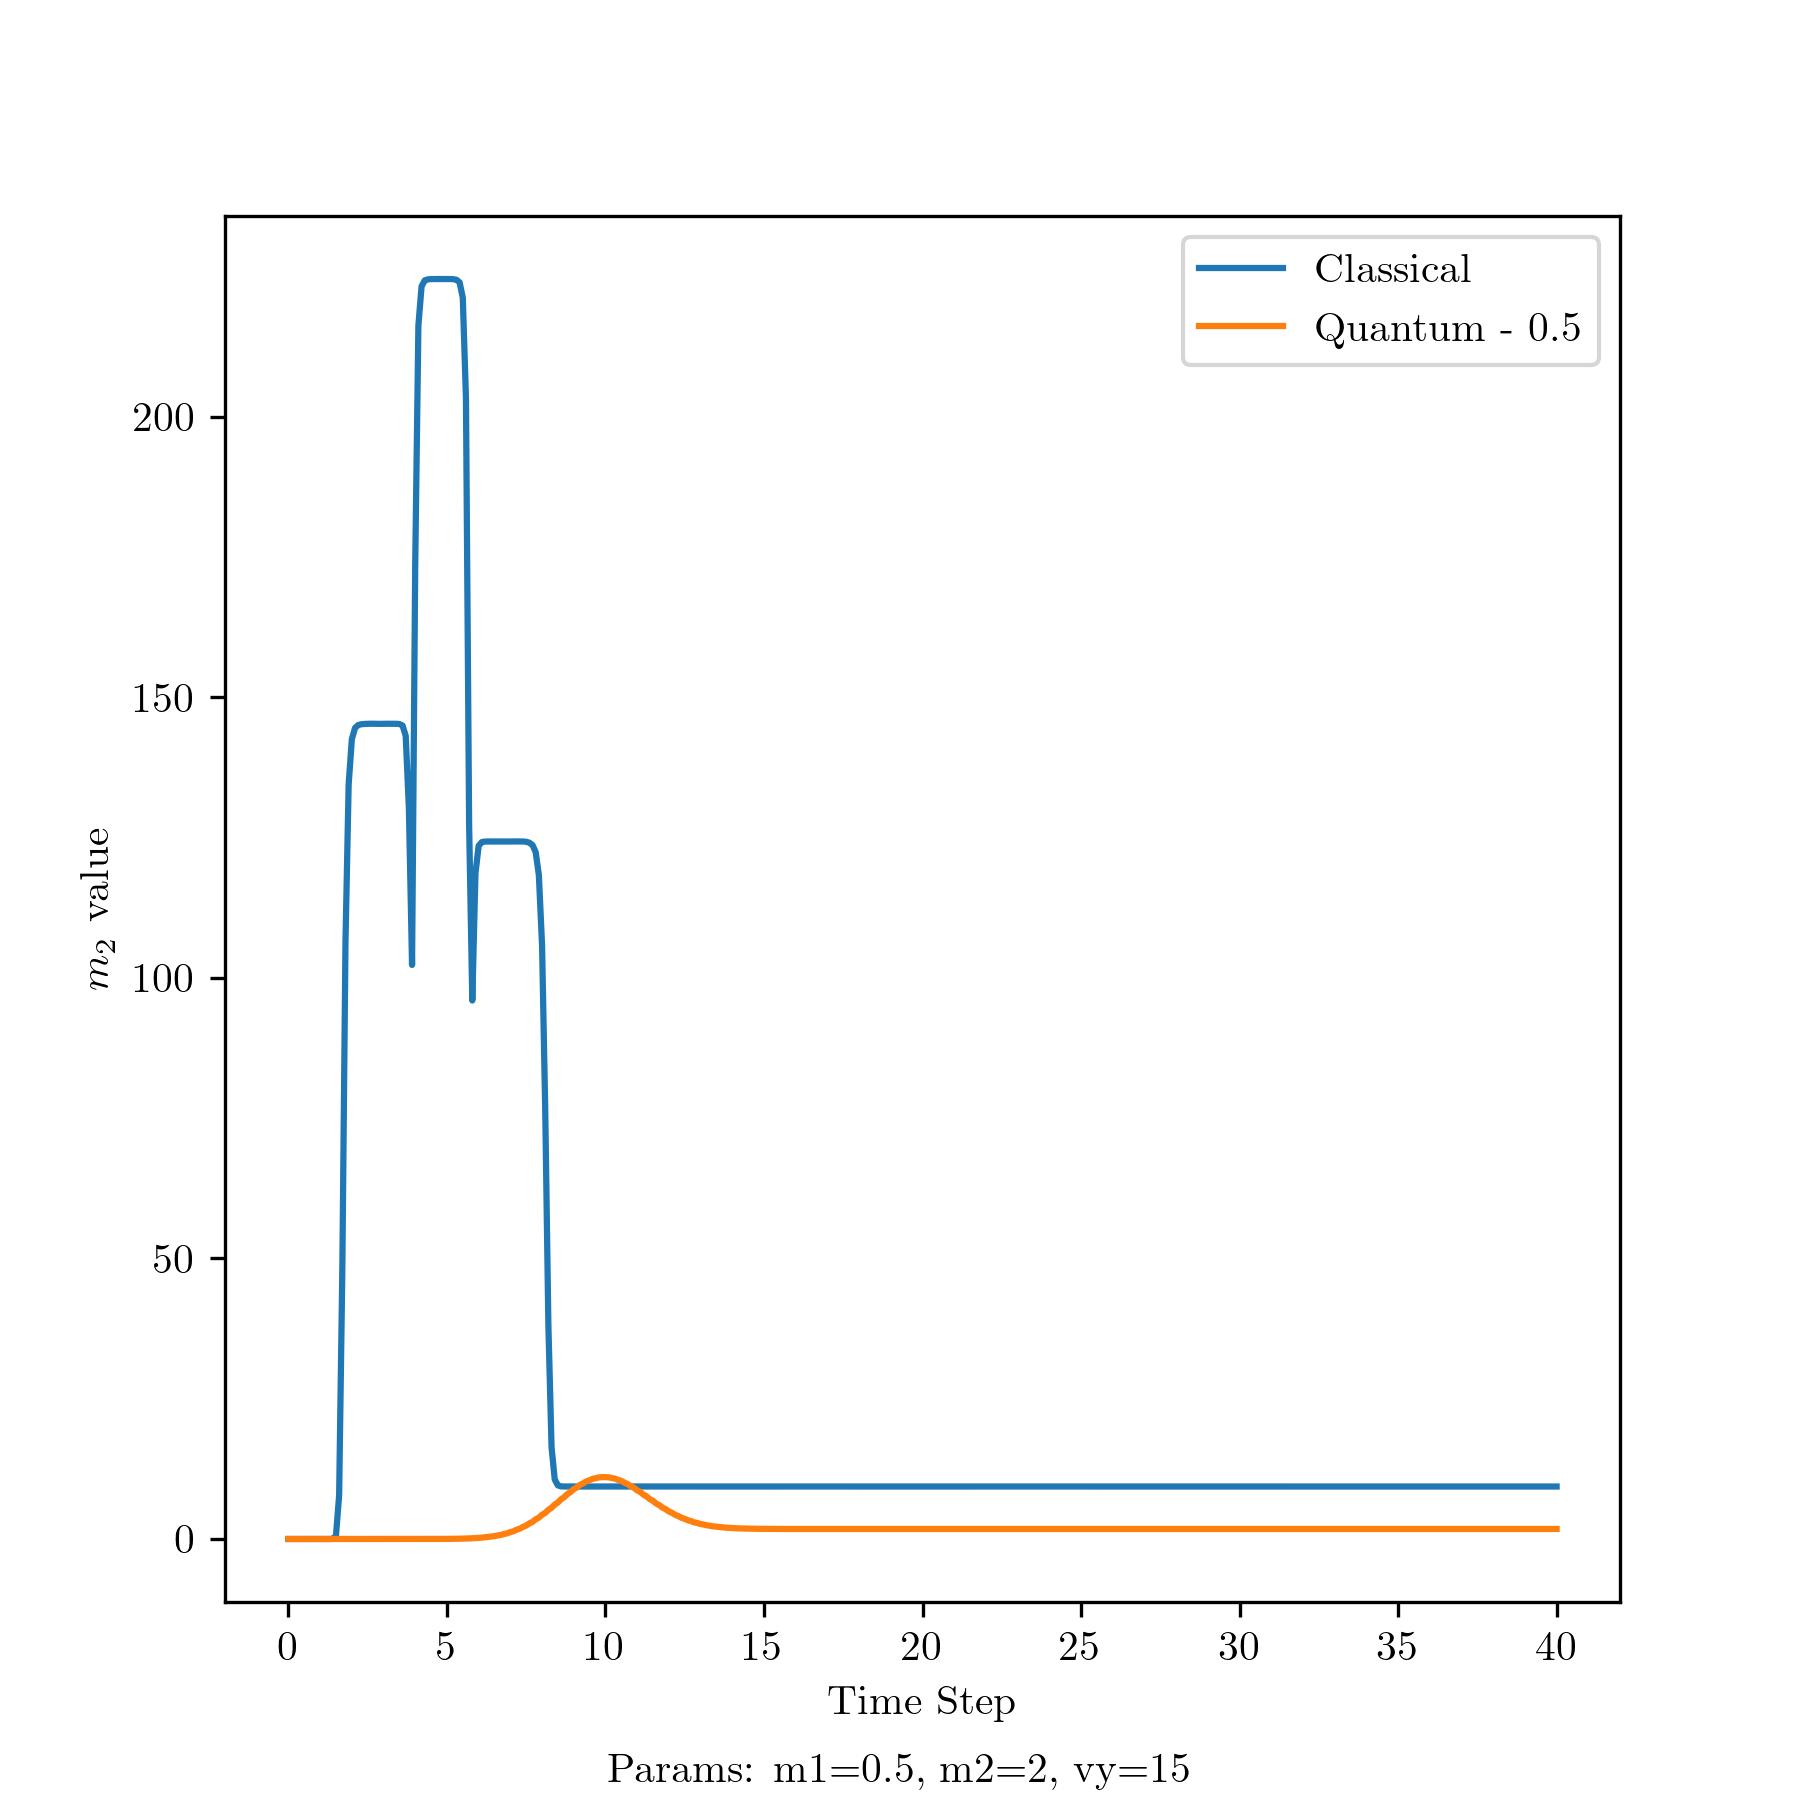 Classical
Quantum - 0.5
200
150
100
50
0
m₂ value
0 5 10 15 20 25 30 35 40
Time Step
Params: m1=0.5, m2=2, vy=15